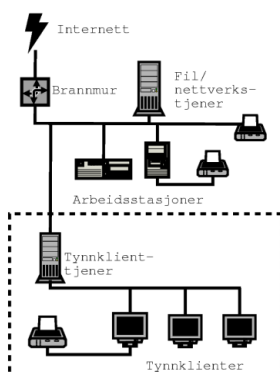 Internett
Brannmur
Fil/
nettverks-
tjener
Arbeidsstasjoner
Tynnklient-
tjener
Tynnklienter